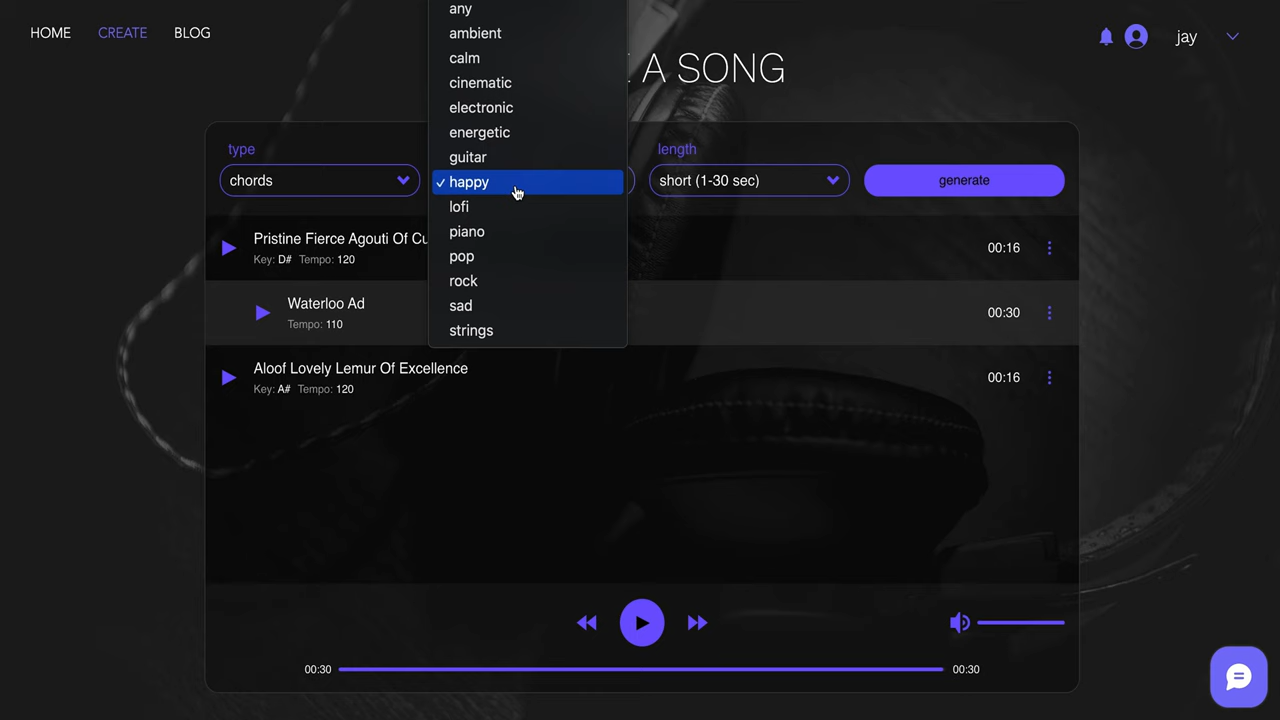 HOME CREATE BLOG
jay
A SONG
any
ambient
calm
cinematic
electronic
energetic
guitar
✓ happy
lofi
piano
pop
rock
sad
strings
type
length
chords
short (1-30 sec)
generate
Pristine Fierce Agouti Of
Key: D# Tempo: 120
00:16
Waterloo Ad
Tempo: 110
00:30
Aloof Lovely Lemur Of Excellence
Key: A# Tempo: 120
00:16
00:30
00:30